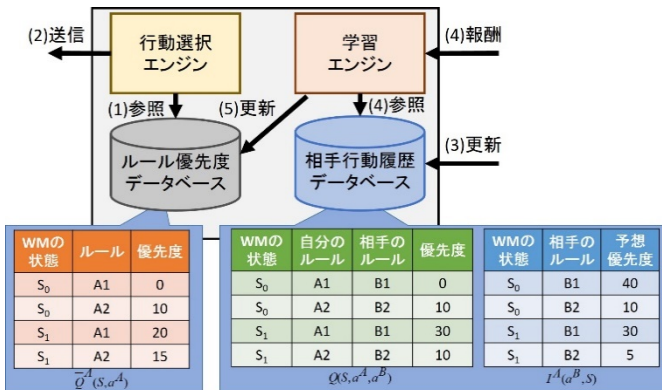 (2)送信
行動選択
エンジン
学習
エンジン
(4)報酬
(1)参照
(5)更新
(4)参照
ルール優先度
データベース
相手行動履歴
データベース
(3)更新
WMの状態 ルール 優先度
S0 A1 0
S0 A2 10
S1 A1 20
S1 A2 15
Q̅^A(S,a^A)
WMの状態 自分のルール 相手のルール 優先度
S0 A1 B1 0
S0 A2 B2 10
S1 A1 B1 30
S1 A2 B2 10
Q(S,a^A,a^B)
WMの状態 相手のルール 予想優先度
S0 B1 40
S0 B2 10
S1 B1 30
S1 B2 5
I^A(a^B,S)